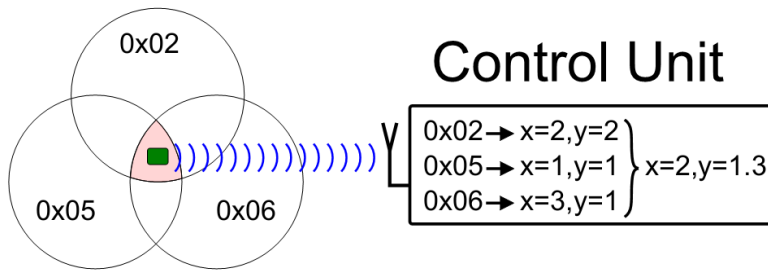 0x02
0x05
0x06
Control Unit
0x02→x=2,y=2
0x05→x=1,y=1
0x06→x=3,y=1
x=2,y=1.3